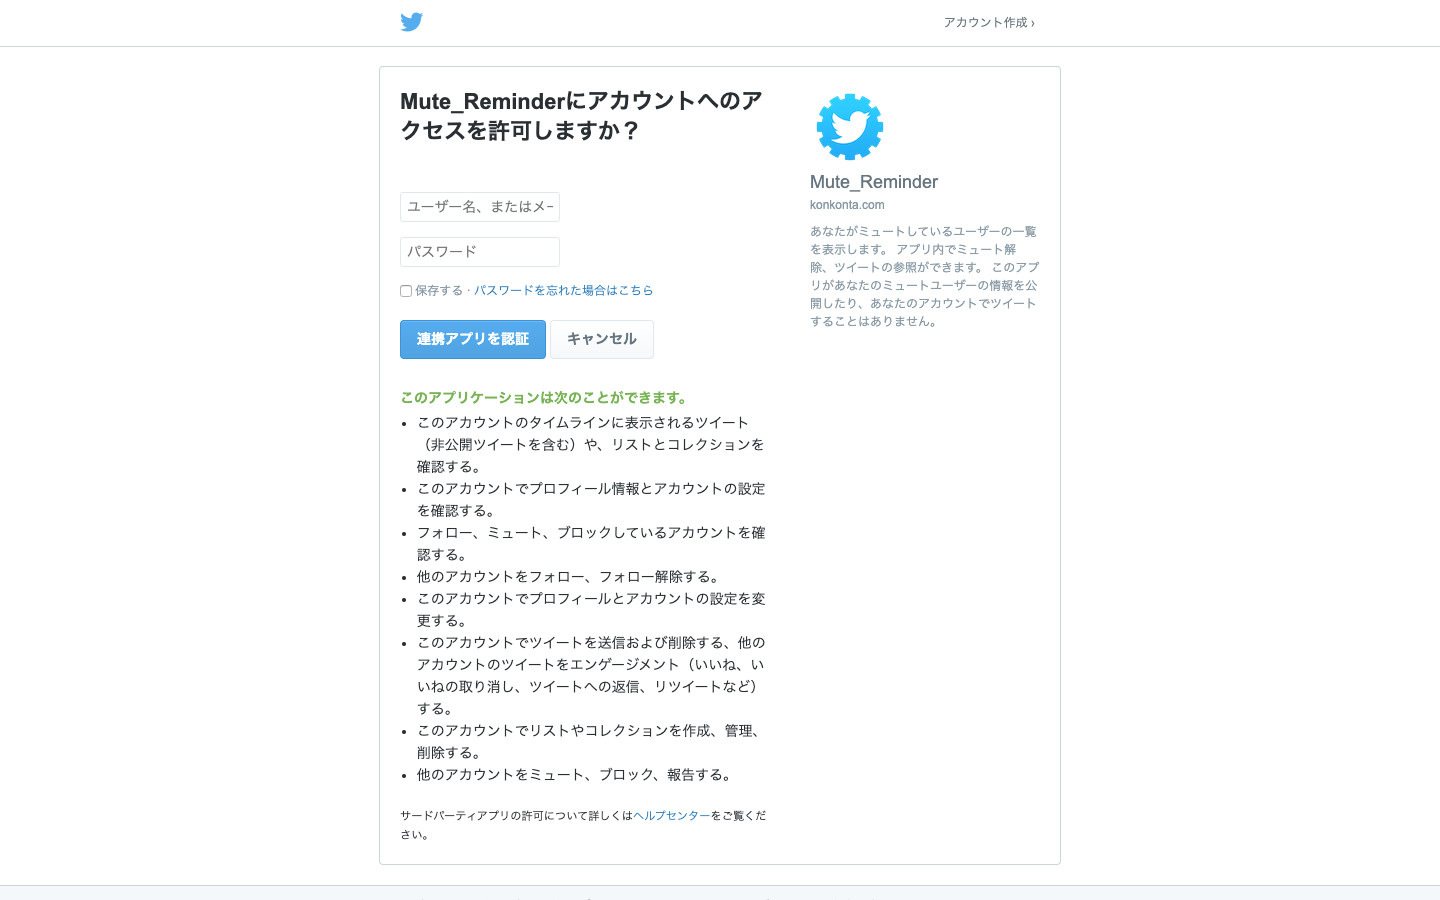 アカウント作成 ›
Mute_Reminderにアカウントへのア
クセスを許可しますか？
ユーザー名、またはメー
パスワード
保存する · パスワードを忘れた場合はこちら
連携アプリを認証 キャンセル
このアプリケーションは次のことができます。
• このアカウントのタイムラインに表示されるツイート
（非公開ツイートを含む）や、リストとコレクションを
確認する。
• このアカウントでプロフィール情報とアカウントの設定
を確認する。
• フォロー、ミュート、ブロックしているアカウントを確
認する。
• 他のアカウントをフォロー、フォロー解除する。
• このアカウントでプロフィールとアカウントの設定を変
更する。
• このアカウントでツイートを送信および削除する、他の
アカウントのツイートをエンゲージメント（いいね、い
いねの取り消し、ツイートへの返信、リツイートなど）
する。
• このアカウントでリストやコレクションを作成、管理、
削除する。
• 他のアカウントをミュート、ブロック、報告する。
サードパーティアプリの許可について詳しくはヘルプセンターをご覧くだ
さい。
Mute_Reminder
konkonta.com
あなたがミュートしているユーザーの一覧
を表示します。 アプリ内でミュート解
除、ツイートの参照ができます。 このアプ
リがあなたのミュートユーザーの情報を公
開したり、あなたのアカウントでツイート
することはありません。